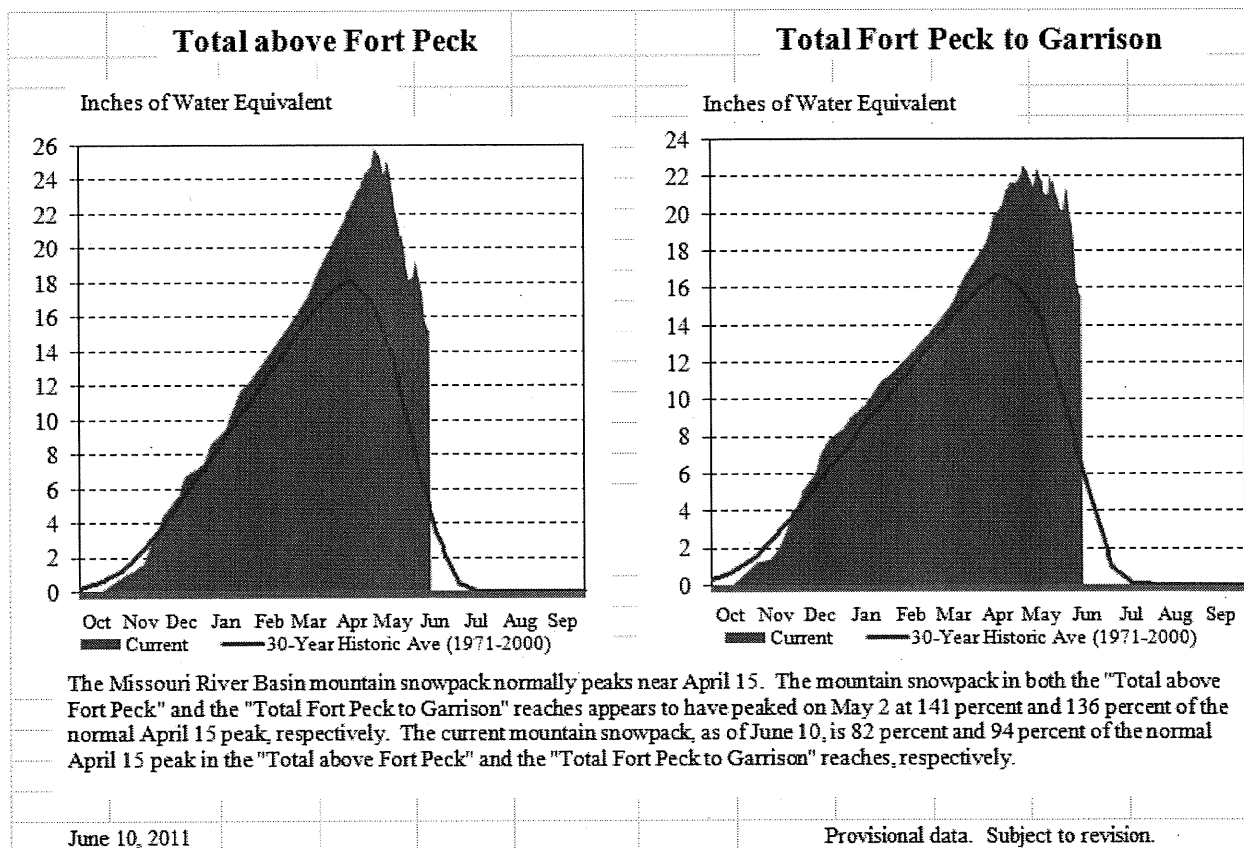 Total above Fort Peck
Inches of Water Equivalent
26
24
22
20
18
16
14
12
10
8
6
4
2
0
Oct Nov Dec Jan Feb Mar Apr May Jun Jul Aug Sep
Current 30-Year Historic Ave (1971-2000)
Total Fort Peck to Garrison
Inches of Water Equivalent
24
22
20
18
16
14
12
10
8
6
4
2
0
Oct Nov Dec Jan Feb Mar Apr May Jun Jul Aug Sep
Current 30-Year Historic Ave (1971-2000)
The Missouri River Basin mountain snowpack normally peaks near April 15. The mountain snowpack in both the "Total above
Fort Peck" and the "Total Fort Peck to Garrison" reaches appears to have peaked on May 2 at 141 percent and 136 percent of the
normal April 15 peak, respectively. The current mountain snowpack, as of June 10, is 82 percent and 94 percent of the normal
April 15 peak in the "Total above Fort Peck" and the "Total Fort Peck to Garrison" reaches, respectively.
June 10, 2011
Provisional data. Subject to revision.